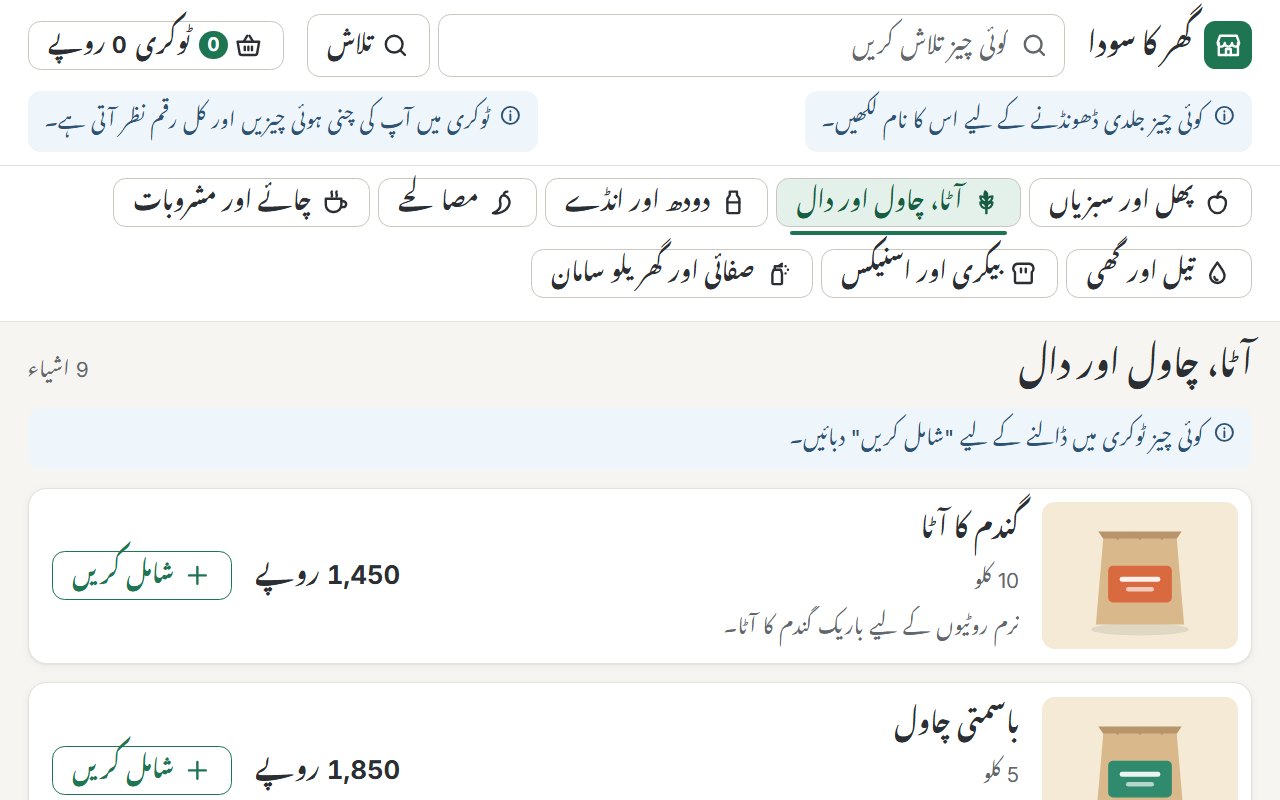 گھر کا سودا
کوئی چیز تلاش کریں
تلاش
0 ٹوکری 0 روپے
کوئی چیز جلدی ڈھونڈنے کے لیے اس کا نام لکھیں۔
ٹوکری میں آپ کی چنی ہوئی چیزیں اور کل رقم نظر آتی ہے۔
پھل اور سبزیاں
آٹا، چاول اور دال
دودھ اور انڈے
مصالحے
چائے اور مشروبات
تیل اور گھی
بیکری اور اسنیکس
صفائی اور گھریلو سامان
آٹا، چاول اور دال
9 اشیاء
کوئی چیز ٹوکری میں ڈالنے کے لیے "شامل کریں" دبائیں۔
گندم کا آٹا
10 کلو
نرم روٹیوں کے لیے باریک گندم کا آٹا۔
1,450 روپے
شامل کریں
باسمتی چاول
5 کلو
1,850 روپے
شامل کریں